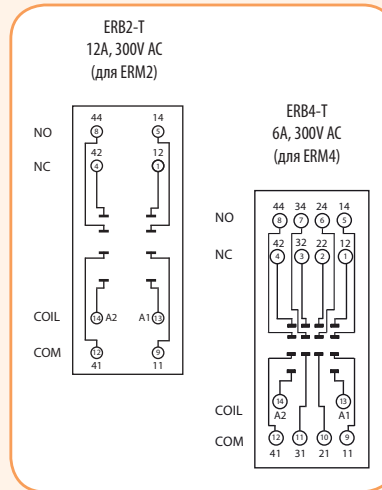 ERB2-T
12A, 300V AC
(для ERM2)
44 14
NO 8 5
42 12
NC 4 1
COIL 14 A2 A1 13
COM 12 9
41 11
ERB4-T
6A, 300V AC
(для ERM4)
44 34 24 14
NO 8 7 6 5
42 32 22 12
NC 4 3 2 1
14 13
COIL A2 A1
COM 12 11 10 9
41 31 21 11